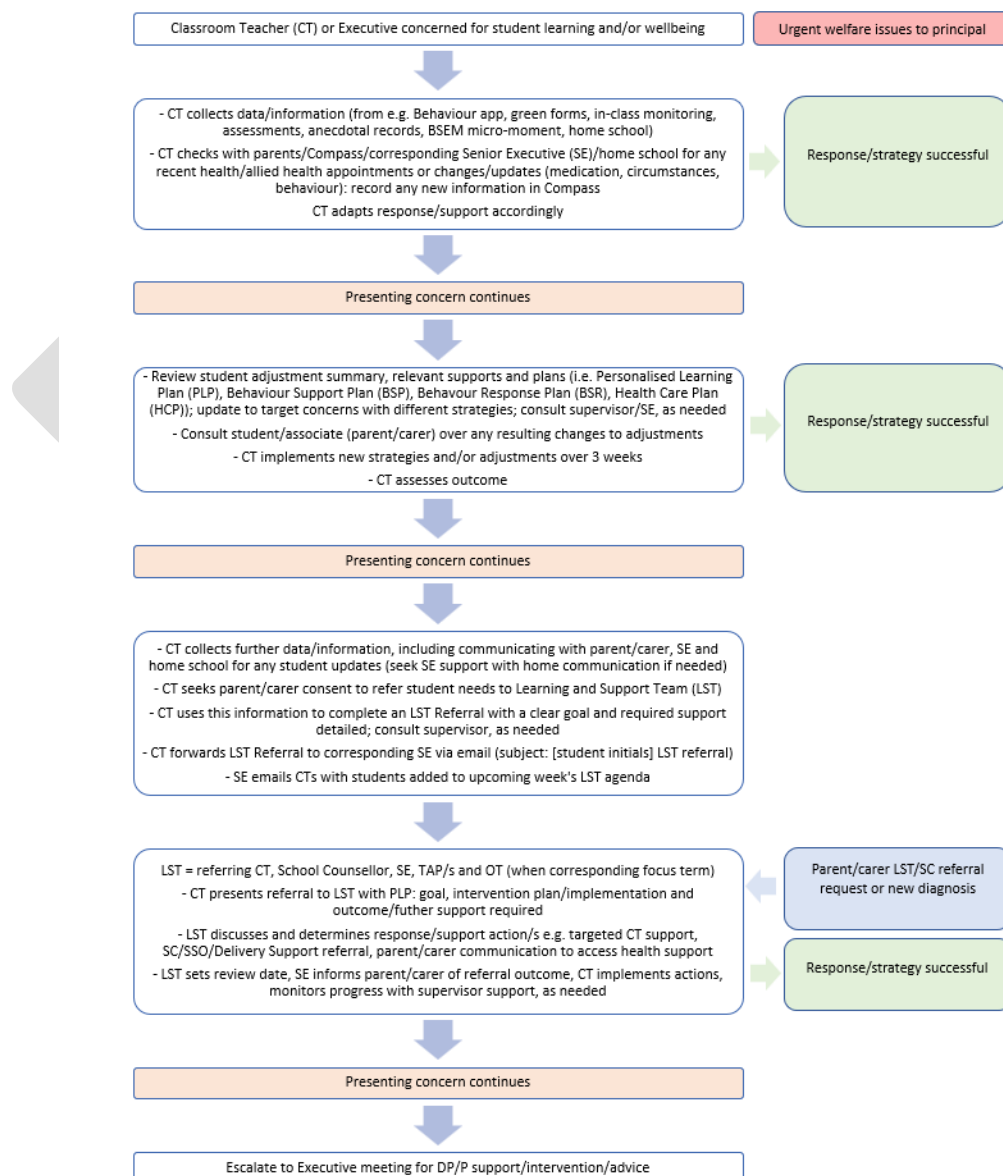 Classroom Teacher (CT) or Executive concerned for student learning and/or wellbeing
Urgent welfare issues to principal
- CT collects data/information (from e.g. Behaviour app, green forms, in-class monitoring,
assessments, anecdotal records, BSEM micro-moment, home school)
- CT checks with parents/Compass/corresponding Senior Executive (SE)/home school for any
recent health/allied health appointments or changes/updates (medication, circumstances,
behaviour): record any new information in Compass
CT adapts response/support accordingly
Response/strategy successful
Presenting concern continues
- Review student adjustment summary, relevant supports and plans (i.e. Personalised Learning
Plan (PLP), Behaviour Support Plan (BSP), Behavour Response Plan (BSR), Health Care Plan
(HCP)); update to target concerns with different strategies; consult supervisor/SE, as needed
- Consult student/associate (parent/carer) over any resulting changes to adjustments
- CT implements new strategies and/or adjustments over 3 weeks
- CT assesses outcome
Response/strategy successful
Presenting concern continues
- CT collects further data/information, including communicating with parent/carer, SE and
home school for any student updates (seek SE support with home communication if needed)
- CT seeks parent/carer consent to refer student needs to Learning and Support Team (LST)
- CT uses this information to complete an LST Referral with a clear goal and required support
detailed; consult supervisor, as needed
- CT forwards LST Referral to corresponding SE via email (subject: [student initials] LST referral)
- SE emails CTs with students added to upcoming week's LST agenda
LST = referring CT, School Counsellor, SE, TAP/s and OT (when corresponding focus term)
- CT presents referral to LST with PLP: goal, intervention plan/implementation and
outcome/futher support required
- LST discusses and determines response/support action/s e.g. targeted CT support,
SC/SSO/Delivery Support referral, parent/carer communication to access health support
- LST sets review date, SE informs parent/carer of referral outcome, CT implements actions,
monitors progress with supervisor support, as needed
Parent/carer LST/SC referral
request or new diagnosis
Response/strategy successful
Presenting concern continues
Escalate to Executive meeting for DP/P support/intervention/advice